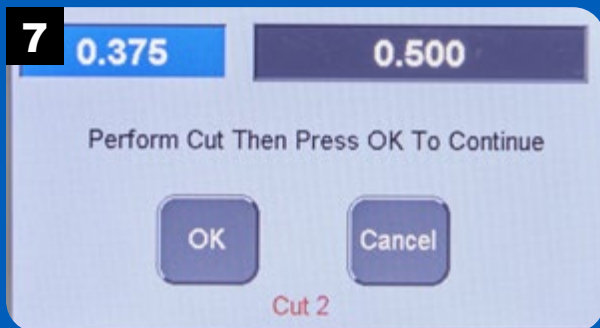 7
0.375 0.500
Perform Cut Then Press OK To Continue
OK Cancel
Cut 2